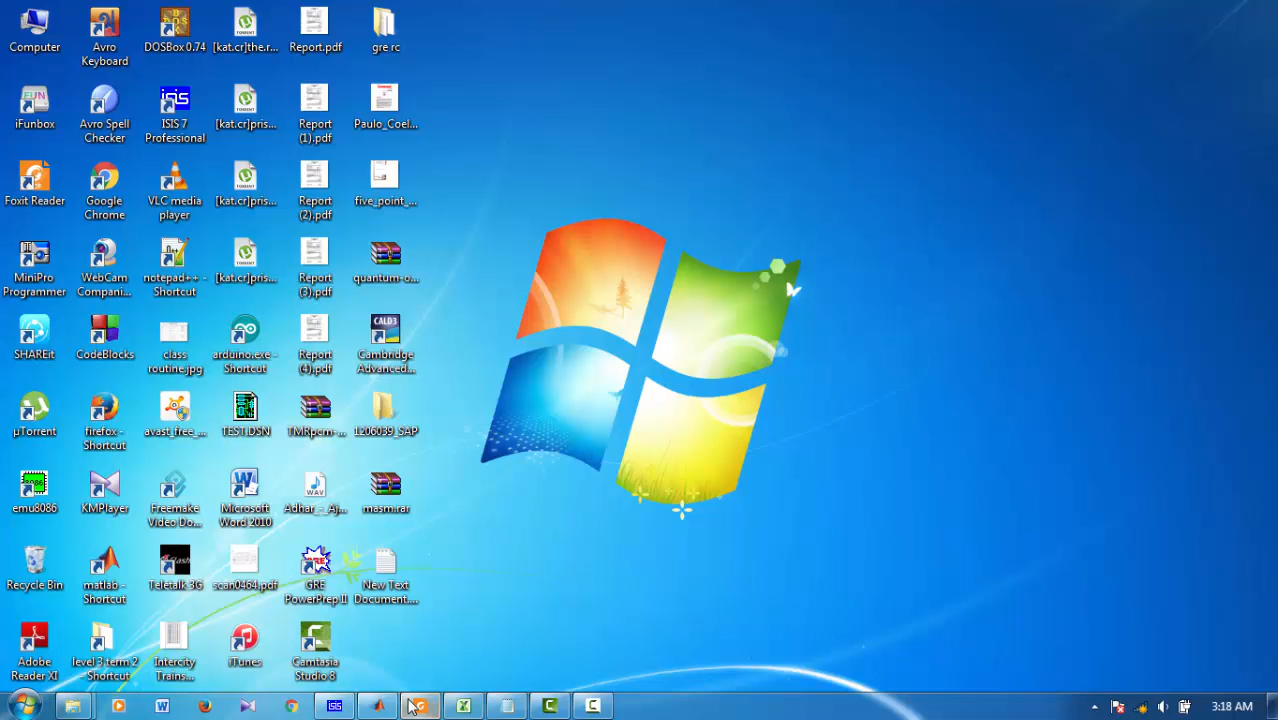 Computer
Avro
Keyboard
DOSBox 0.74
[kat.cr]the.r...
Report.pdf
gre rc
iFunbox
Avro Spell
Checker
ISIS 7
Professional
[kat.cr]pris...
Report
(1).pdf
Paulo_Coel...
Foxit Reader
Google
Chrome
VLC media
player
[kat.cr]pris...
Report
(2).pdf
five_point_...
MiniPro
Programmer
WebCam
Compani...
notepad++ -
Shortcut
[kat.cr]pris...
Report
(3).pdf
quantum-o...
SHAREit
CodeBlocks
class
routine.jpg
arduino.exe -
Shortcut
Report
(4).pdf
CALD3
Cambridge
Advanced...
µTorrent
firefox -
Shortcut
avast_free_...
TEST.DSN
TMRpcm-...
1206039_SAP
emu8086
KMPlayer
Freemake
Video Do...
Microsoft
Word 2010
WAV
Adhar_-_Aj...
masm.rar
Recycle Bin
matlab -
Shortcut
Teletalk 3G
scan0464.pdf
GRE
PowerPrep II
New Text
Document....
Adobe
Reader XI
level 3 term 2
- Shortcut
Intercity
Trains...
iTunes
Camtasia
Studio 8
3:18 AM